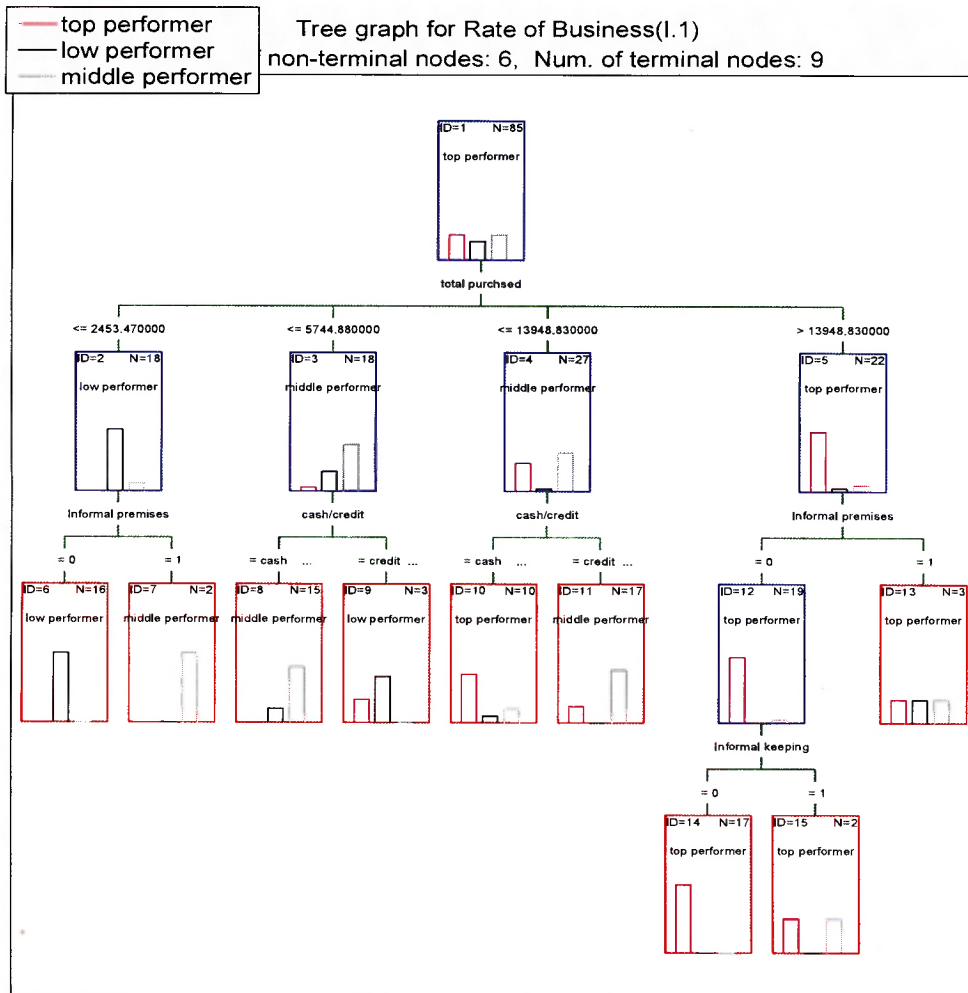 top performer
low performer
middle performer
Tree graph for Rate of Business(I.1)
non-terminal nodes: 6, Num. of terminal nodes: 9
ID=1 N=85
top performer
total purchsed
<= 2453.470000
<= 5744.880000
<= 13948.830000
> 13948.830000
ID=2 N=18
low performer
ID=3 N=18
middle performer
ID=4 N=27
middle performer
ID=5 N=22
top performer
Informal premises
cash/credit
cash/credit
Informal premises
= 0
= 1
= cash ...
= credit ...
= cash ...
= credit ...
= 0
= 1
ID=6 N=16
low performer
ID=7 N=2
middle performer
ID=8 N=15
middle performer
ID=9 N=3
low performer
ID=10 N=10
top performer
ID=11 N=17
middle performer
ID=12 N=19
top performer
ID=13 N=3
top performer
Informal keeping
= 0
= 1
ID=14 N=17
top performer
ID=15 N=2
top performer